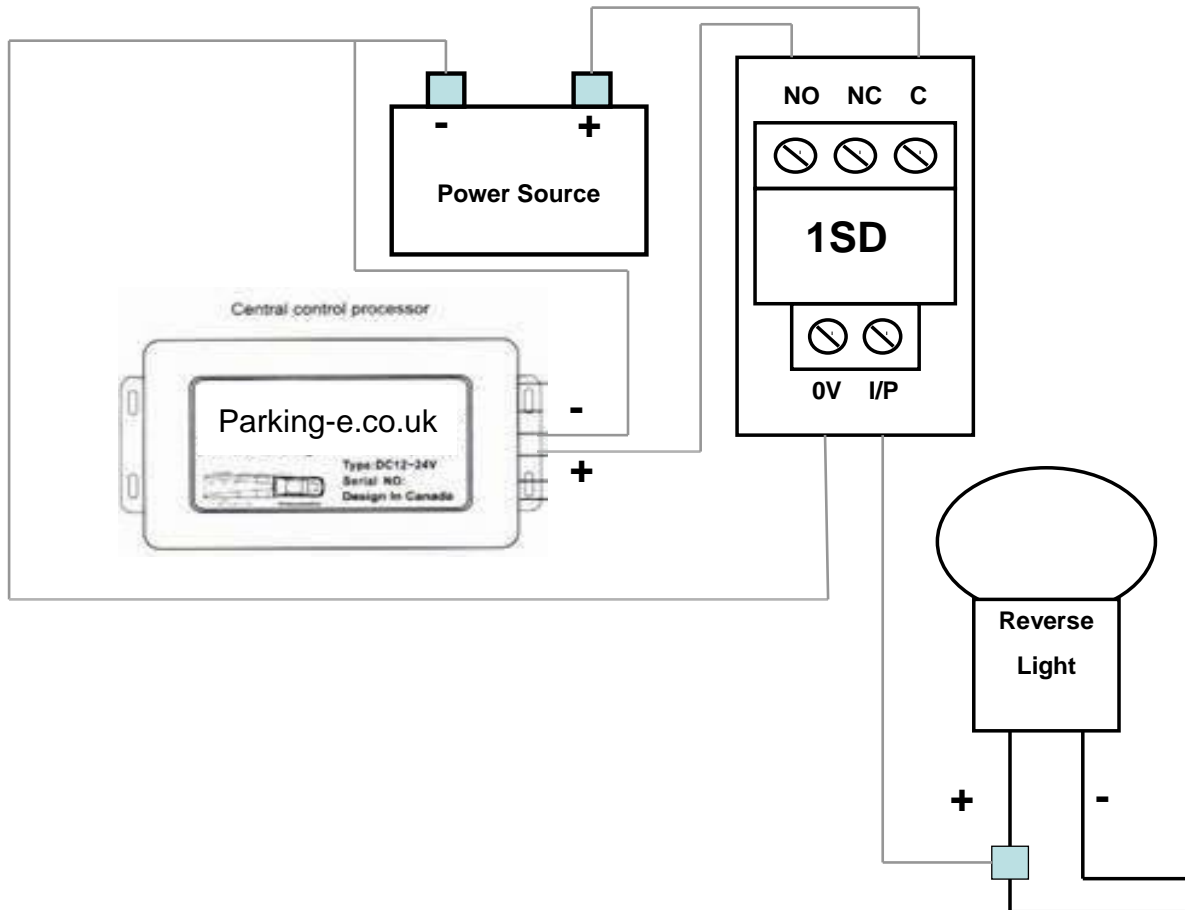 NO NC C
- +
Power Source
1SD
Central control processor
0V I/P
Parking-e.co.uk
-
+
Type:DC12~24V
Serial NO:
Design In Canada
Reverse
Light
+ -